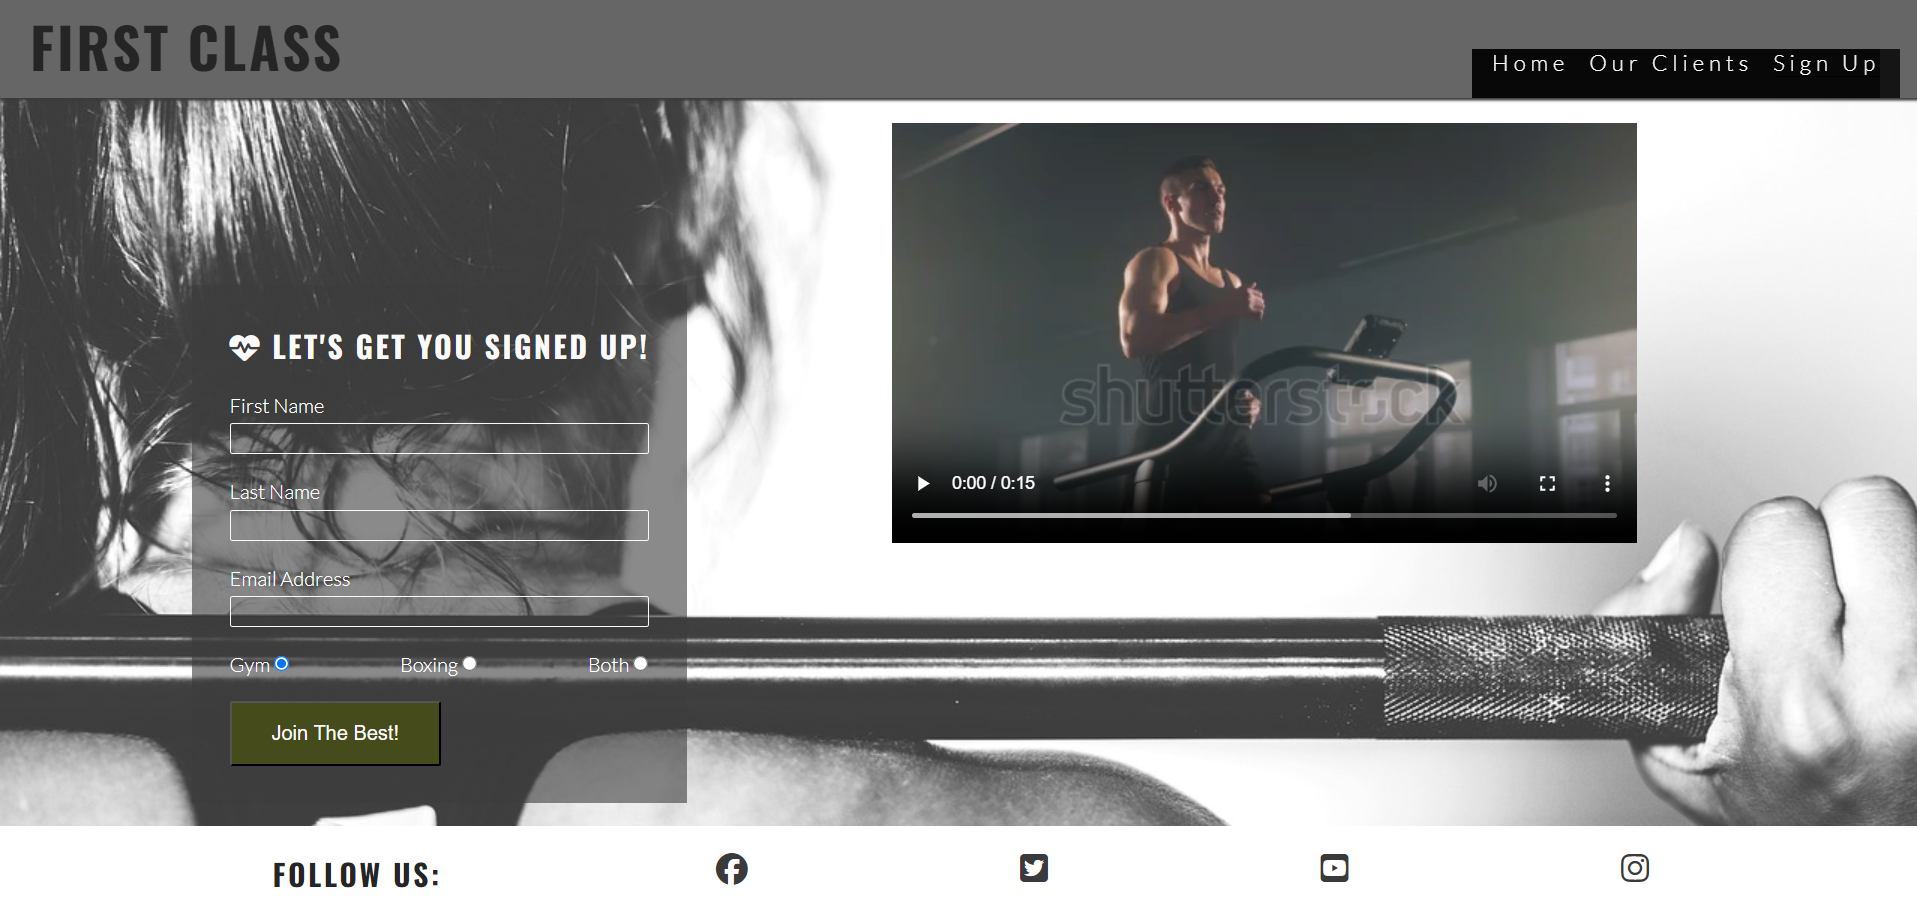 FIRST CLASS
Home Our Clients Sign Up
LET'S GET YOU SIGNED UP!
First Name
Last Name
Email Address
Gym Boxing Both
Join The Best!
shutterstock
0:00 / 0:15
FOLLOW US: